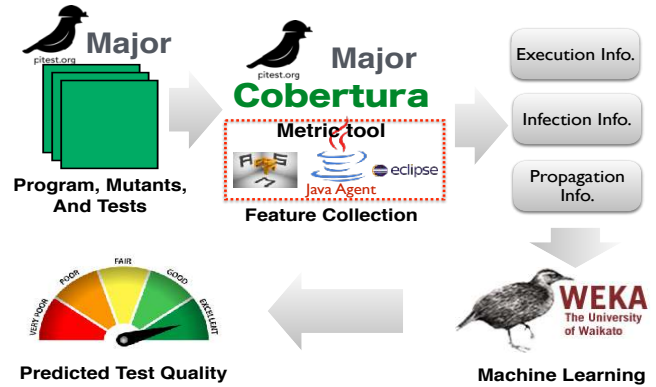 pitest.org
Major
Program, Mutants,
And Tests
pitest.org
Major
Cobertura
Metric tool
ASM
Java Agent
eclipse
Feature Collection
Execution Info.
Infection Info.
Propagation
Info.
VERY POOR
POOR
FAIR
GOOD
EXCELLENT
Predicted Test Quality
WEKA
The University
of Waikato
Machine Learning